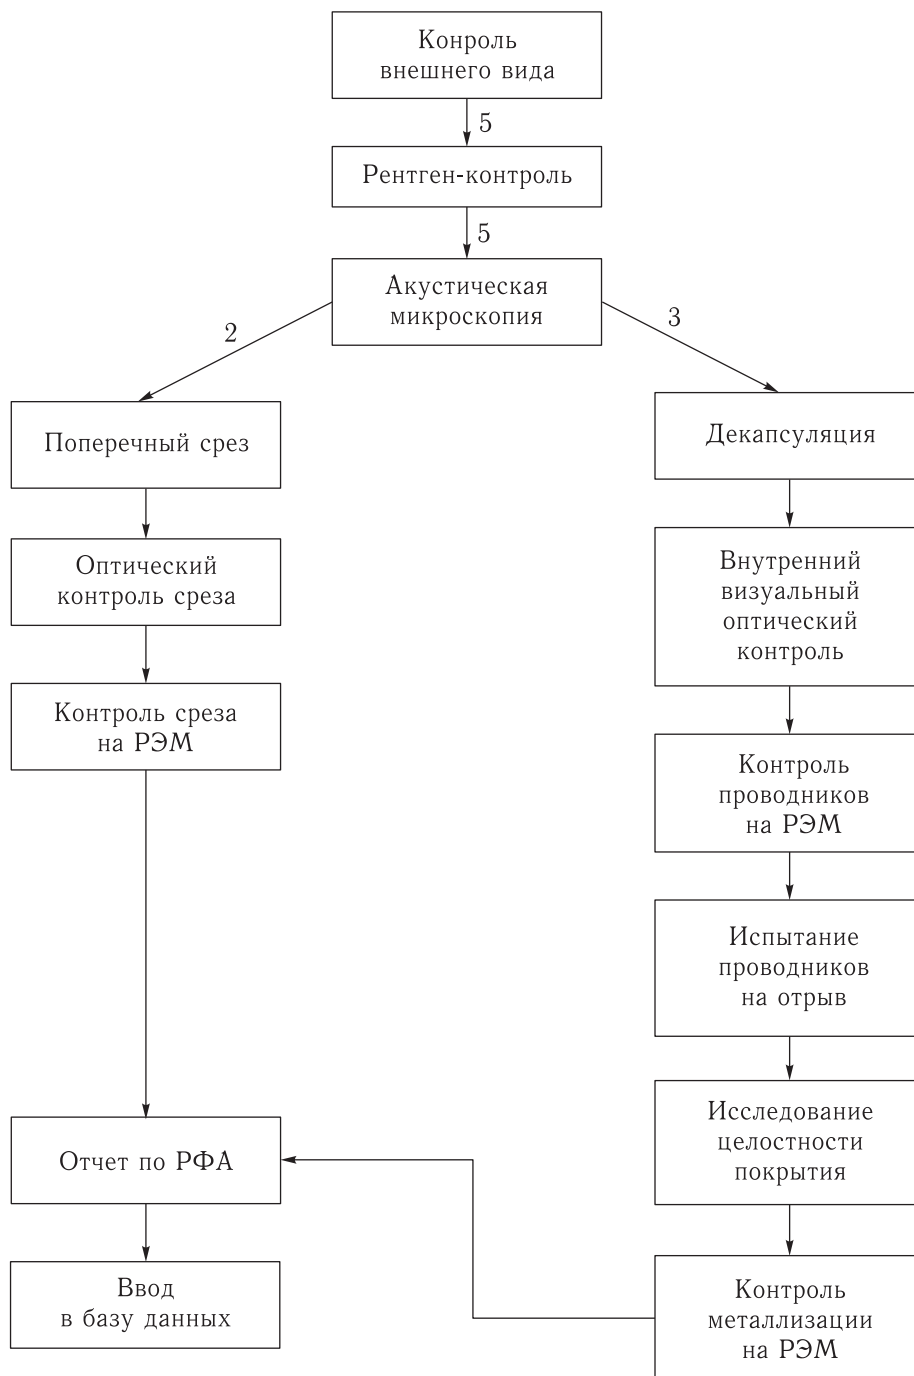 Конроль
внешнего вида
5
Рентген-контроль
5
Акустическая
микроскопия
2
3
Поперечный срез
Оптический
контроль среза
Контроль среза
на РЭМ
Декапсуляция
Внутренний
визуальный
оптический
контроль
Контроль
проводников
на РЭМ
Испытание
проводников
на отрыв
Исследование
целостности
покрытия
Контроль
металлизации
на РЭМ
Отчет по РФА
Ввод
в базу данных